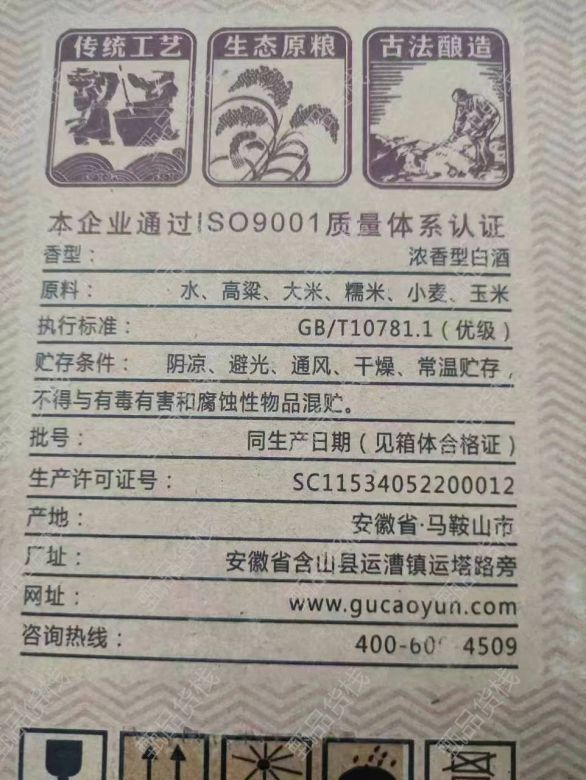 传统工艺 生态原粮 古法酿造
本企业通过ISO9001质量体系认证
香型： 浓香型白酒
原料： 水、高粱、大米、糯米、小麦、玉米
执行标准： GB/T10781.1（优级）
贮存条件： 阴凉、避光、通风、干燥、常温贮存，
不得与有毒有害和腐蚀性物品混贮。
批号： 同生产日期（见箱体合格证）
生产许可证号： SC11534052200012
产地： 安徽省·马鞍山市
厂址： 安徽省含山县运漕镇运塔路旁
网址： www.gucaoyun.com
咨询热线： 400-60 4509
甄品货栈